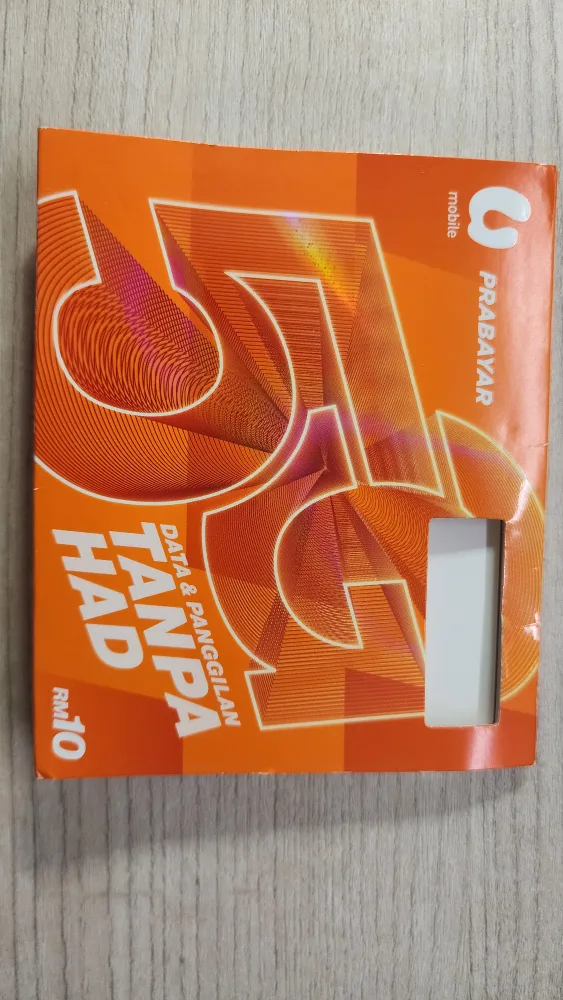 U
mobile
PRABAYAR
5G
DATA & PANGGILAN
TANPA
HAD
RM10